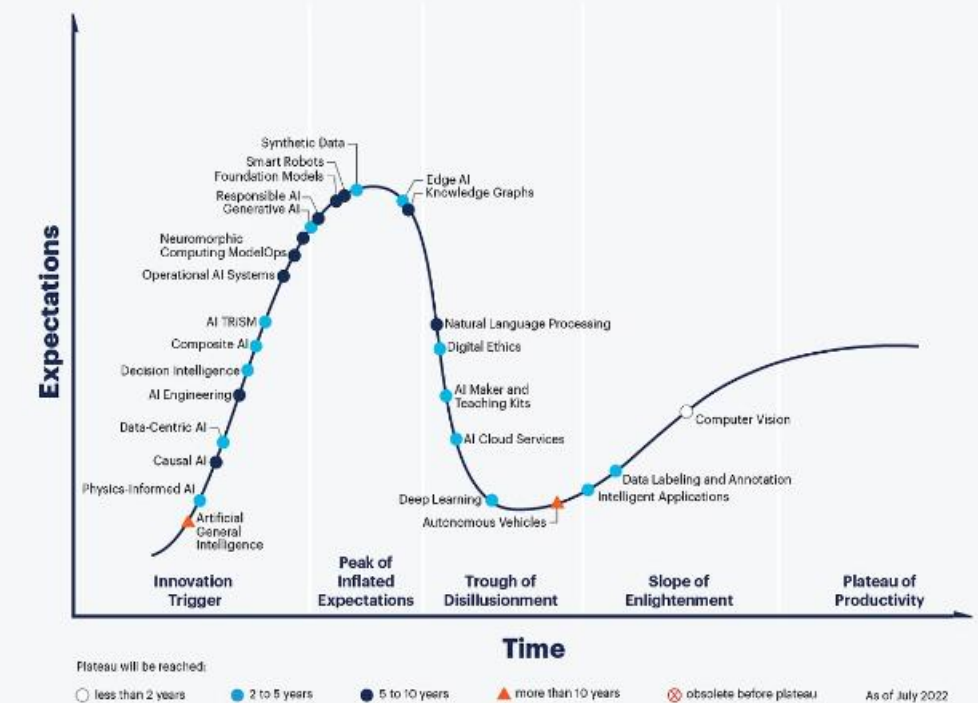 Synthetic Data
Smart Robots
Foundation Models
Responsible AI
Generative AI
Neuromorphic
Computing ModelOps
Operational AI Systems
AI TRiSM
Composite AI
Decision Intelligence
AI Engineering
Data-Centric AI
Causal AI
Physics-Informed AI
Artificial
General
Intelligence
Edge AI
Knowledge Graphs
Natural Language Processing
Digital Ethics
AI Maker and
Teaching Kits
AI Cloud Services
Deep Learning
Autonomous Vehicles
Computer Vision
Data Labeling and Annotation
Intelligent Applications
Expectations
Innovation
Trigger
Peak of
Inflated
Expectations
Trough of
Disillusionment
Slope of
Enlightenment
Plateau of
Productivity
Time
Plateau will be reached:
less than 2 years
2 to 5 years
5 to 10 years
more than 10 years
obsolete before plateau
As of July 2022